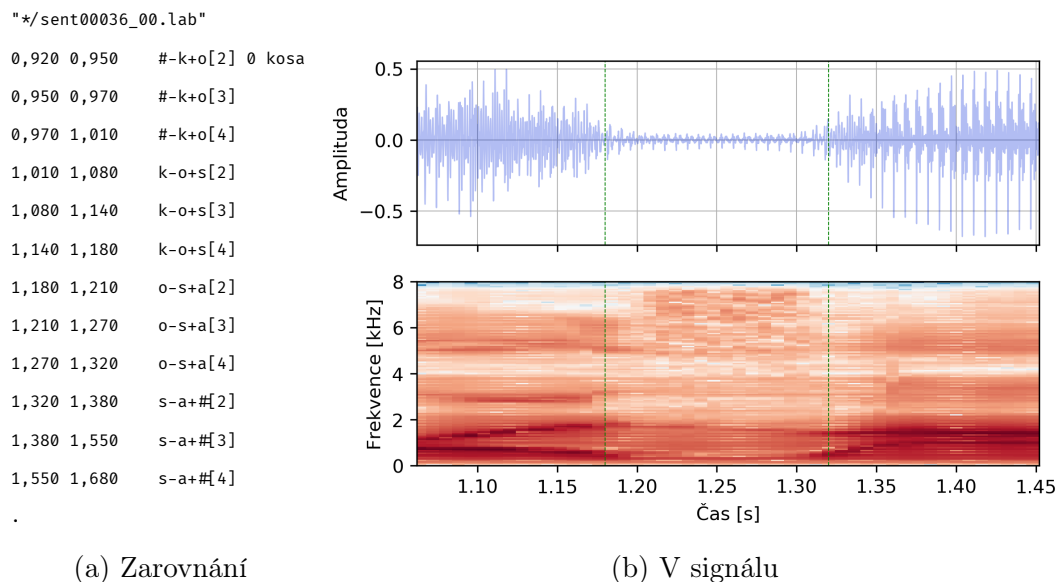 "*/sent00036_00.lab"
0,920 0,950 #-k+o[2] 0 kosa
0,950 0,970 #-k+o[3]
0,970 1,010 #-k+o[4]
1,010 1,080 k-o+s[2]
1,080 1,140 k-o+s[3]
1,140 1,180 k-o+s[4]
1,180 1,210 o-s+a[2]
1,210 1,270 o-s+a[3]
1,270 1,320 o-s+a[4]
1,320 1,380 s-a+#[2]
1,380 1,550 s-a+#[3]
1,550 1,680 s-a+#[4]
.
(a) Zarovnání
Amplituda
0.5
0.0
−0.5
Frekvence [kHz]
8
6
4
2
0
1.10 1.15 1.20 1.25 1.30 1.35 1.40 1.45
Čas [s]
(b) V signálu